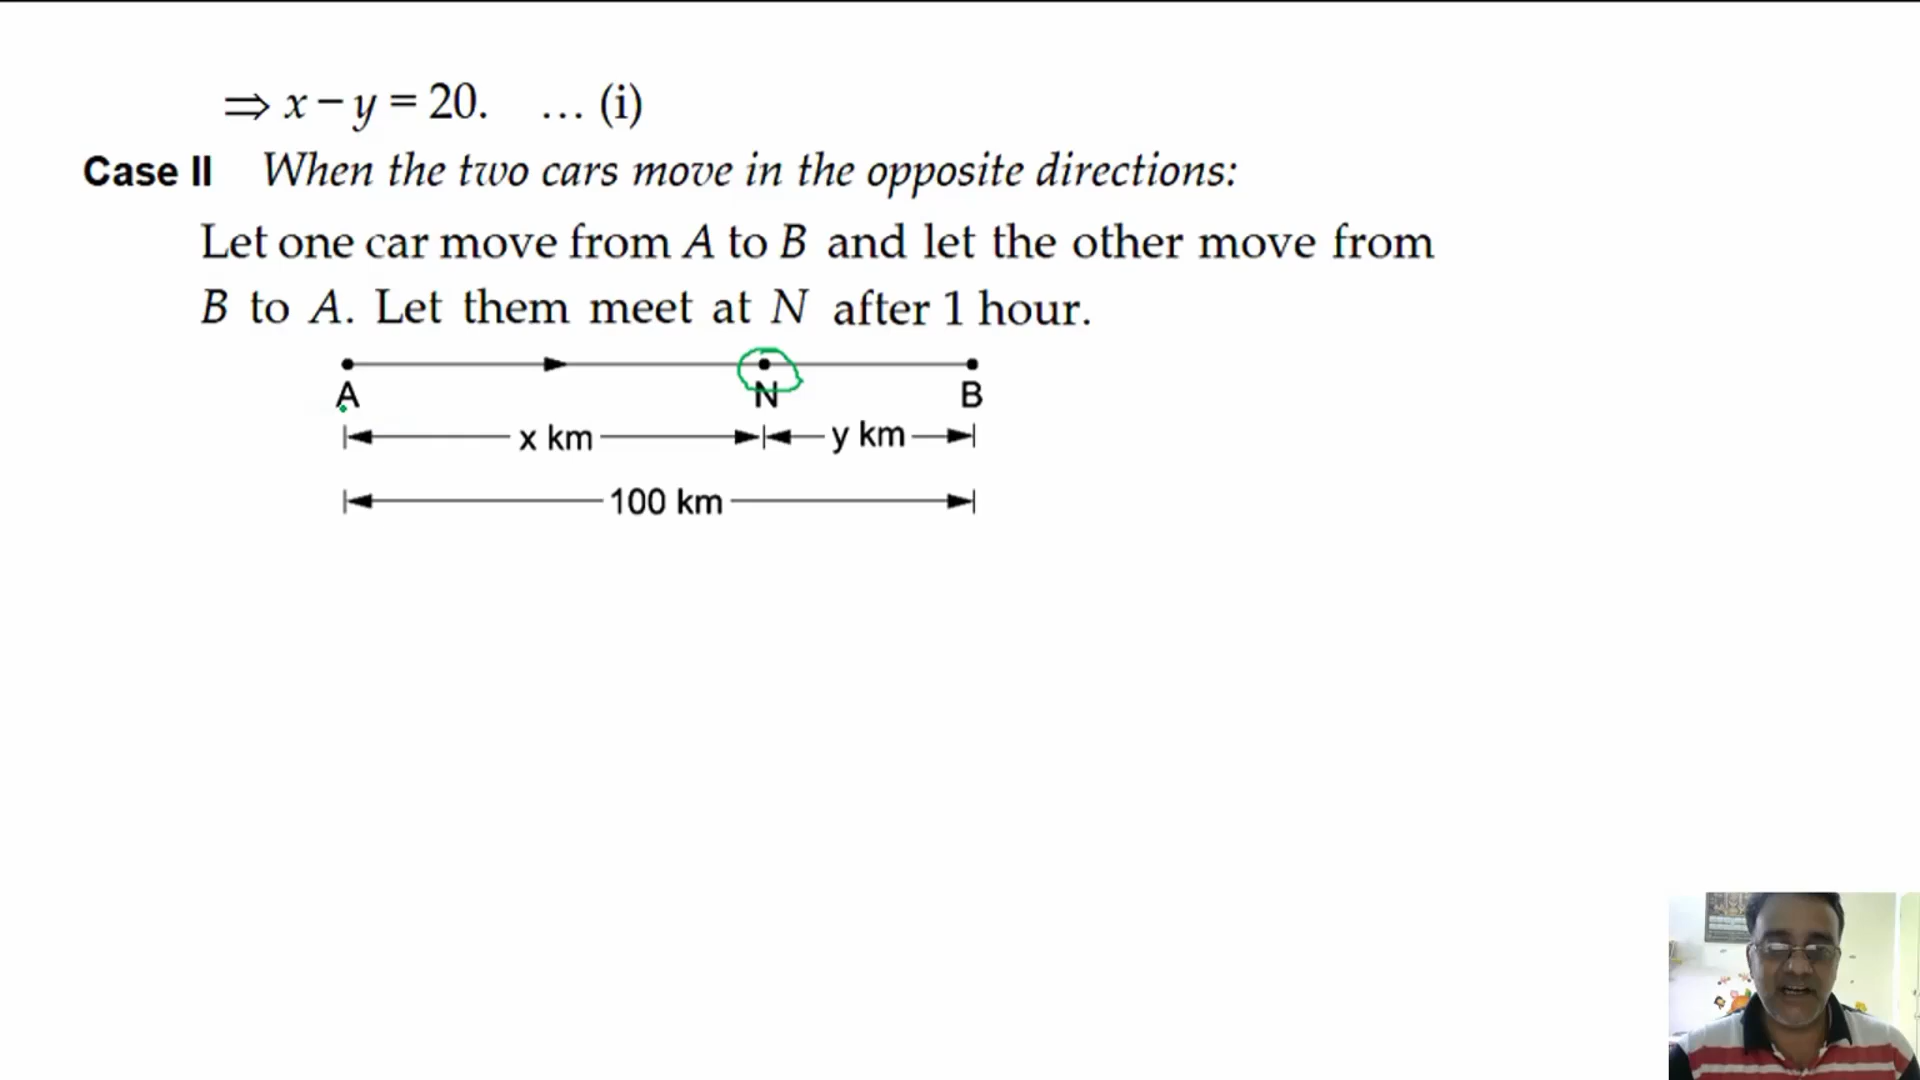 ⇒ x – y = 20. … (i)
Case II When the two cars move in the opposite directions:
Let one car move from A to B and let the other move from
B to A. Let them meet at N after 1 hour.
A N B
x km y km
100 km